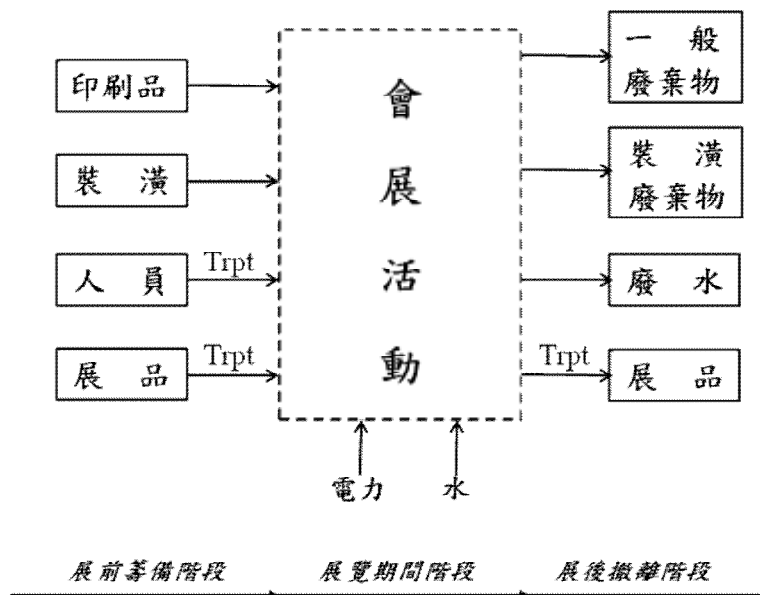 印刷品
裝 潢
人 員
Trpt
展 品
Trpt
會
展
活
動
電力
水
一 般
廢棄物
裝 潢
廢棄物
廢 水
Trpt
展 品
展前籌備階段
展覽期間階段
展後撤離階段